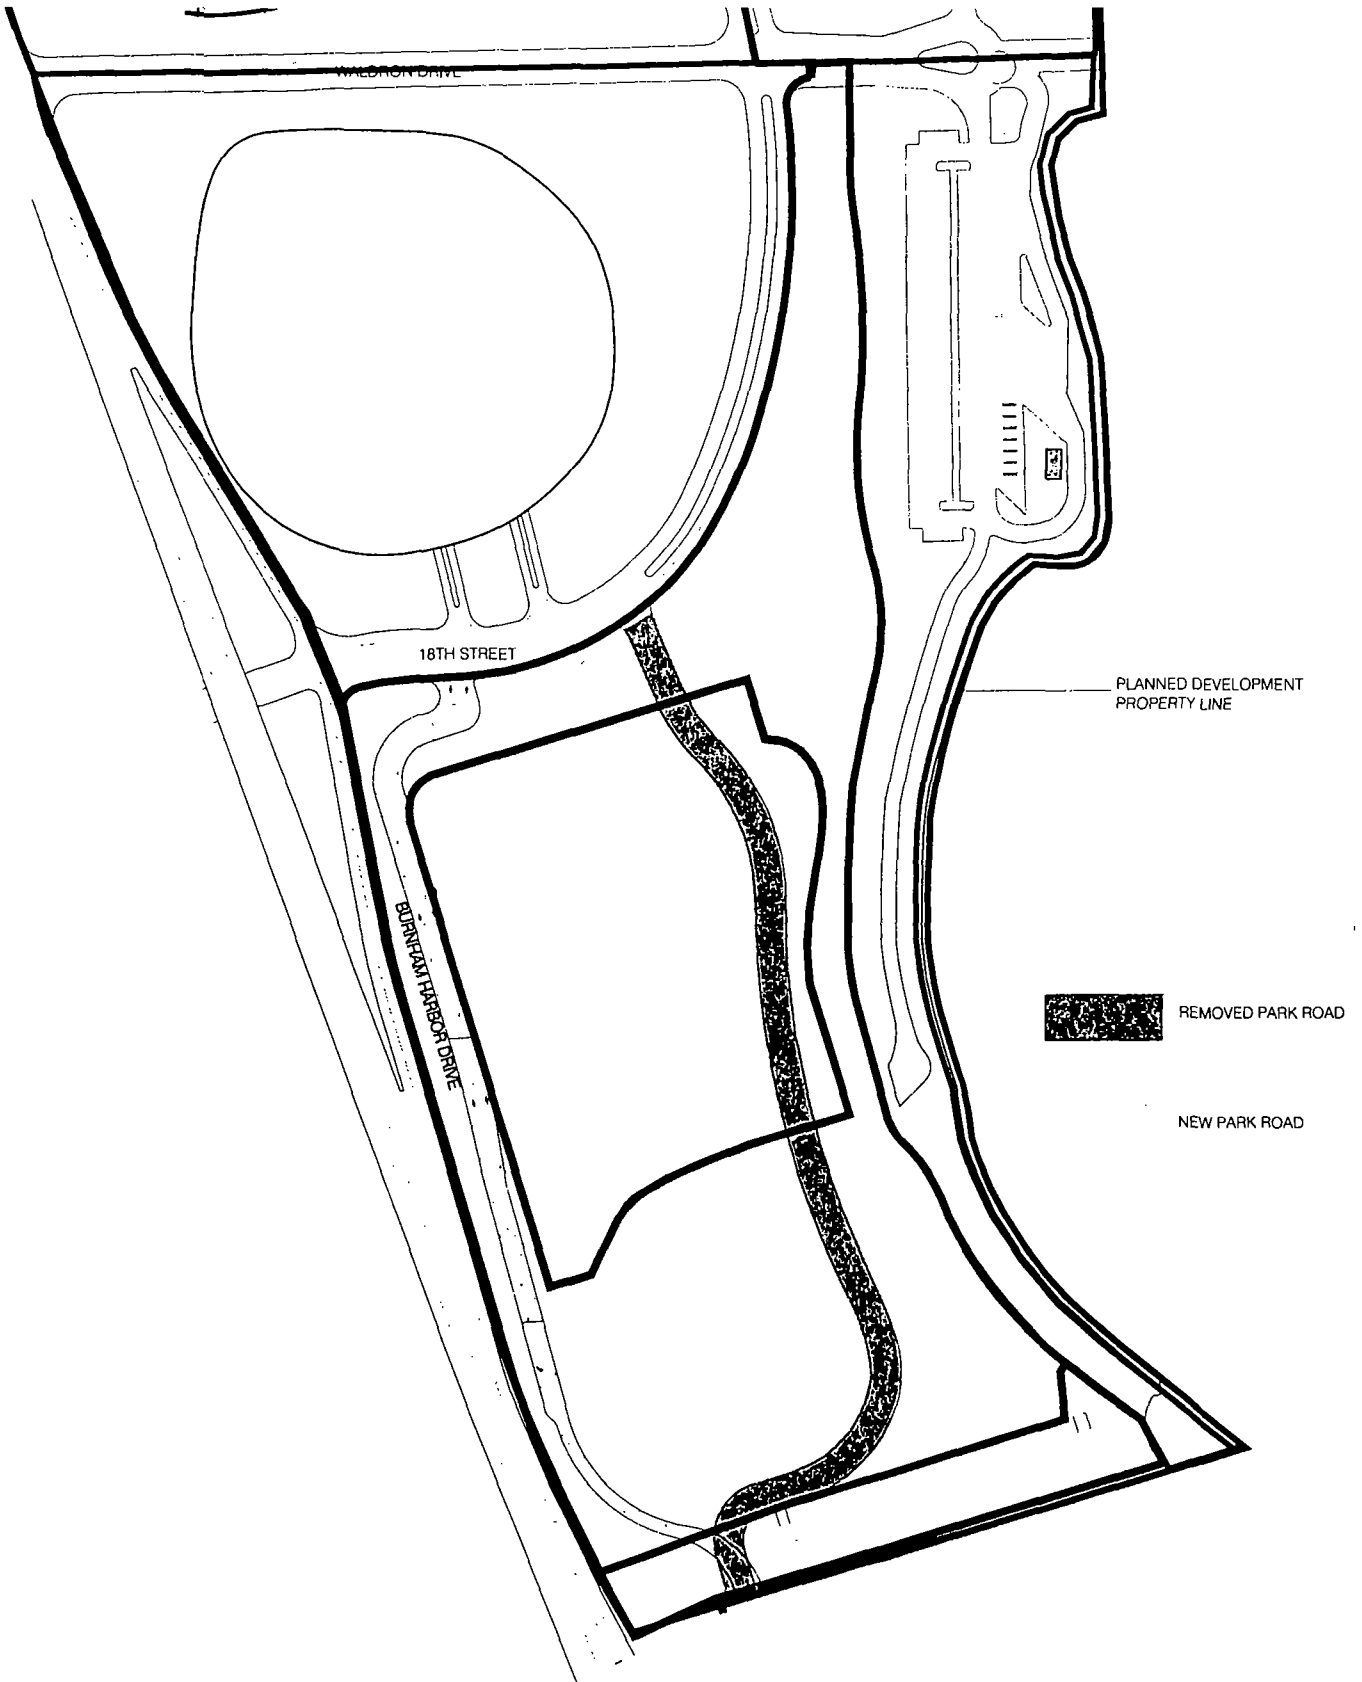 WALDRON DRIVE
18TH STREET
PLANNED DEVELOPMENT
PROPERTY LINE
BURNHAM HARBOR DRIVE
REMOVED PARK ROAD
NEW PARK ROAD